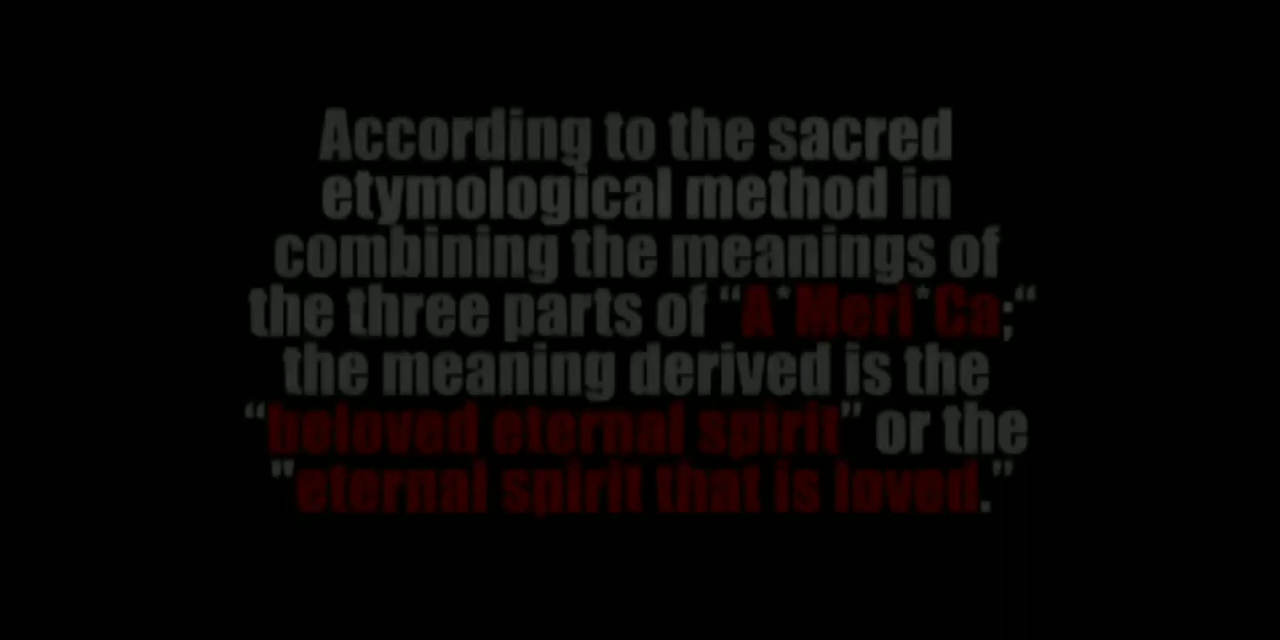 According to the sacred
etymological method in
combining the meanings of
the three parts of “A*Meri*Ca;“
the meaning derived is the
“beloved eternal spirit” or the
"eternal spirit that is loved.”